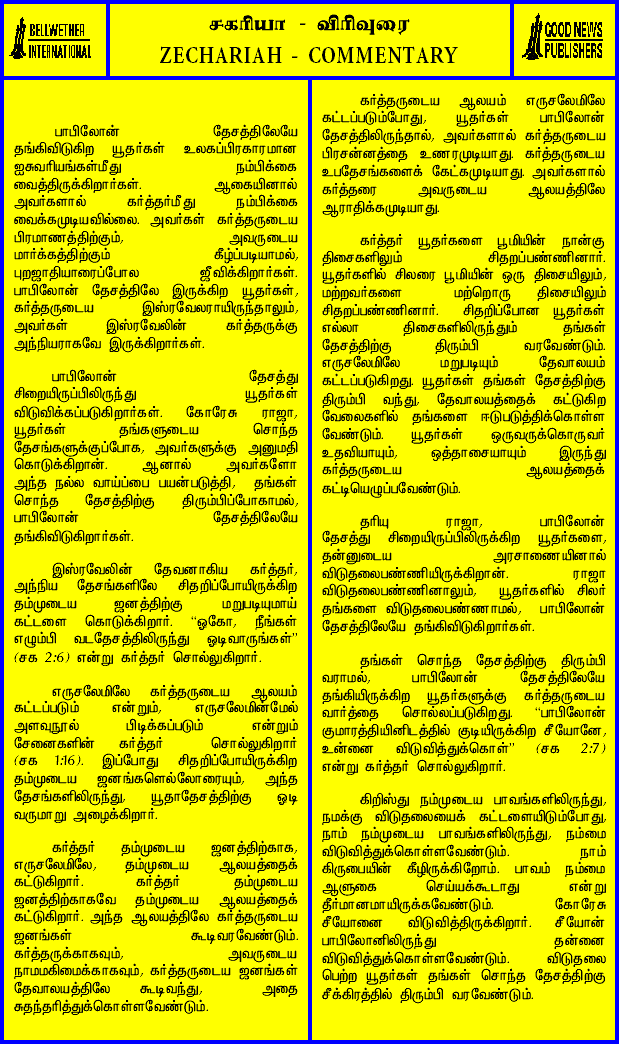 BELLWETHER
INTERNATIONAL
சகரியா - விரிவுரை
ZECHARIAH - COMMENTARY
GOOD NEWS
PUBLISHERS
பாபிலோன் தேசத்திலேயே
தங்கிவிடுகிற யூதர்கள் உலகப்பிரகாரமான
ஐசுவரியங்கள்மீது நம்பிக்கை
வைத்திருக்கிறார்கள். ஆகையினால்
அவர்களால் கர்த்தர்மீது நம்பிக்கை
வைக்கமுடியவில்லை. அவர்கள் கர்த்தருடைய
பிரமாணத்திற்கும், அவருடைய
மார்க்கத்திற்கும் கீழ்ப்படியாமல்,
புறஜாதியாரைப்போல ஜீவிக்கிறார்கள்.
பாபிலோன் தேசத்திலே இருக்கிற யூதர்கள்,
கர்த்தருடைய இஸ்ரவேலராயிருந்தாலும்,
அவர்கள் இஸ்ரவேலின் கர்த்தருக்கு
அந்நியராகவே இருக்கிறார்கள்.
பாபிலோன் தேசத்து
சிறையிருப்பிலிருந்து யூதர்கள்
விடுவிக்கப்படுகிறார்கள். கோரேசு ராஜா,
யூதர்கள் தங்களுடைய சொந்த
தேசங்களுக்குப்போக, அவர்களுக்கு அனுமதி
கொடுக்கிறான். ஆனால் அவர்களோ
அந்த நல்ல வாய்ப்பை பயன்படுத்தி, தங்கள்
சொந்த தேசத்திற்கு திரும்பிப்போகாமல்,
பாபிலோன் தேசத்திலேயே
தங்கிவிடுகிறார்கள்.
இஸ்ரவேலின் தேவனாகிய கர்த்தர்,
அந்நிய தேசங்களிலே சிதறிப்போயிருக்கிற
தம்முடைய ஜனத்திற்கு மறுபடியுமாய்
கட்டளை கொடுக்கிறார். “ஓகோ, நீங்கள்
எழும்பி வடதேசத்திலிருந்து ஓடிவாருங்கள்”
(சக 2:6) என்று கர்த்தர் சொல்லுகிறார்.
எருசலேமிலே கர்த்தருடைய ஆலயம்
கட்டப்படும் என்றும், எருசலேமின்மேல்
அளவுநூல் பிடிக்கப்படும் என்றும்
சேனைகளின் கர்த்தர் சொல்லுகிறார்
(சக 1:16). இப்போது சிதறிப்போயிருக்கிற
தம்முடைய ஜனங்களெல்லோரையும், அந்த
தேசங்களிலிருந்து, யூதாதேசத்திற்கு ஓடி
வருமாறு அழைக்கிறார்.
கர்த்தர் தம்முடைய ஜனத்திற்காக,
எருசலேமிலே, தம்முடைய ஆலயத்தைக்
கட்டுகிறார். கர்த்தர் தம்முடைய
ஜனத்திற்காகவே தம்முடைய ஆலயத்தைக்
கட்டுகிறார். அந்த ஆலயத்திலே கர்த்தருடைய
ஜனங்கள் கூடிவரவேண்டும்.
கர்த்தருக்காகவும், அவருடைய
நாமமகிமைக்காகவும், கர்த்தருடைய ஜனங்கள்
தேவாலயத்திலே கூடிவந்து, அதை
சுதந்தரித்துக்கொள்ளவேண்டும்.
கர்த்தருடைய ஆலயம் எருசலேமிலே
கட்டப்படும்போது, யூதர்கள் பாபிலோன்
தேசத்திலிருந்தால், அவர்களால் கர்த்தருடைய
பிரசன்னத்தை உணரமுடியாது. கர்த்தருடைய
உபதேசங்களைக் கேட்கமுடியாது. அவர்களால்
கர்த்தரை அவருடைய ஆலயத்திலே
ஆராதிக்கமுடியாது.
கர்த்தர் யூதர்களை பூமியின் நான்கு
திசைகளிலும் சிதறப்பண்ணினார்.
யூதர்களில் சிலரை பூமியின் ஒரு திசையிலும்,
மற்றவர்களை மற்றொரு திசையிலும்
சிதறப்பண்ணினார். சிதறிப்போன யூதர்கள்
எல்லா திசைகளிலிருந்தும் தங்கள்
தேசத்திற்கு திரும்பி வரவேண்டும்.
எருசலேமிலே மறுபடியும் தேவாலயம்
கட்டப்படுகிறது. யூதர்கள் தங்கள் தேசத்திற்கு
திரும்பி வந்து, தேவாலயத்தைக் கட்டுகிற
வேலைகளில் தங்களை ஈடுபடுத்திக்கொள்ள
வேண்டும். யூதர்கள் ஒருவருக்கொருவர்
உதவியாயும், ஒத்தாசையாயும் இருந்து
கர்த்தருடைய ஆலயத்தைக்
கட்டியெழுப்பவேண்டும்.
தரியு ராஜா, பாபிலோன்
தேசத்து சிறையிருப்பிலிருக்கிற யூதர்களை,
தன்னுடைய அரசாணையினால்
விடுதலைபண்ணியிருக்கிறான். ராஜா
விடுதலைபண்ணினாலும், யூதர்களில் சிலர்
தங்களை விடுதலைபண்ணாமல், பாபிலோன்
தேசத்திலேயே தங்கிவிடுகிறார்கள்.
தங்கள் சொந்த தேசத்திற்கு திரும்பி
வராமல், பாபிலோன் தேசத்திலேயே
தங்கியிருக்கிற யூதர்களுக்கு கர்த்தருடைய
வார்த்தை சொல்லப்படுகிறது. “பாபிலோன்
குமாரத்தியினிடத்தில் குடியிருக்கிற சீயோனே,
உன்னை விடுவித்துக்கொள்” (சக 2:7)
என்று கர்த்தர் சொல்லுகிறார்.
கிறிஸ்து நம்முடைய பாவங்களிலிருந்து,
நமக்கு விடுதலையைக் கட்டளையிடும்போது,
நாம் நம்முடைய பாவங்களிலிருந்து, நம்மை
விடுவித்துக்கொள்ளவேண்டும். நாம்
கிருபையின் கீழிருக்கிறோம். பாவம் நம்மை
ஆளுகை செய்யக்கூடாது என்று
தீர்மானமாயிருக்கவேண்டும். கோரேசு
சீயோனை விடுவித்திருக்கிறார். சீயோன்
பாபிலோனிலிருந்து தன்னை
விடுவித்துக்கொள்ளவேண்டும். விடுதலை
பெற்ற யூதர்கள் தங்கள் சொந்த தேசத்திற்கு
சீக்கிரத்தில் திரும்பி வரவேண்டும்.